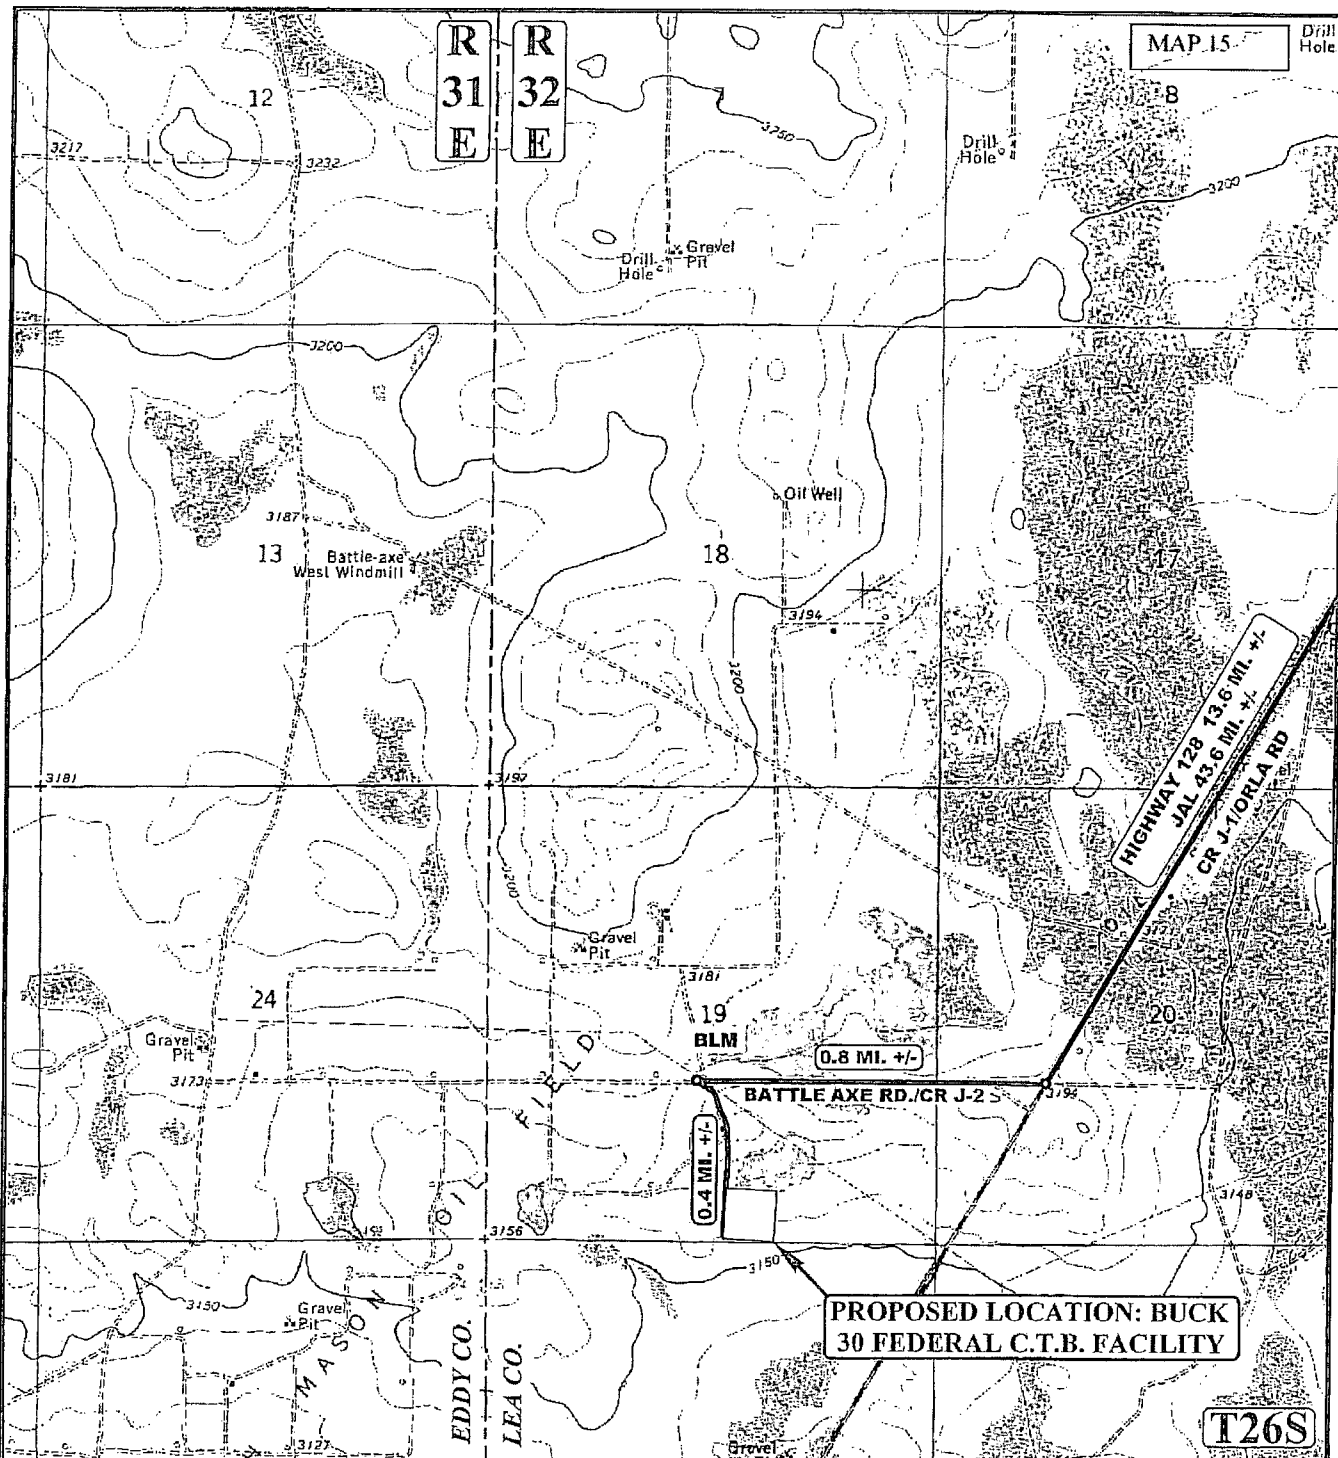 R
31
E
R
32
E
MAP 15
Drill
Hole
12
8
3217
3232
3250
Drill
Hole
3200
Drill
Hole
Gravel
Pit
3200
Oil Well
3187
13
Battle-axe
West Windmill
18
17
3194
3200
HIGHWAY 128 13.6 MI. +/-
JAL 43.6 MI. +/-
CR J-1/ORLA RD
3181
3197
3200
Gravel
Pit
3181
24
19
BLM
20
Gravel
Pit
3173
0.8 MI. +/-
BATTLE AXE RD./CR J-2
3194
0.4 MI. +/-
3148
3156
3150
3150
Gravel
Pit
MASON OIL FIELD
PROPOSED LOCATION: BUCK
30 FEDERAL C.T.B. FACILITY
EDDY CO.
LEA CO.
T26S
3127
Gravel